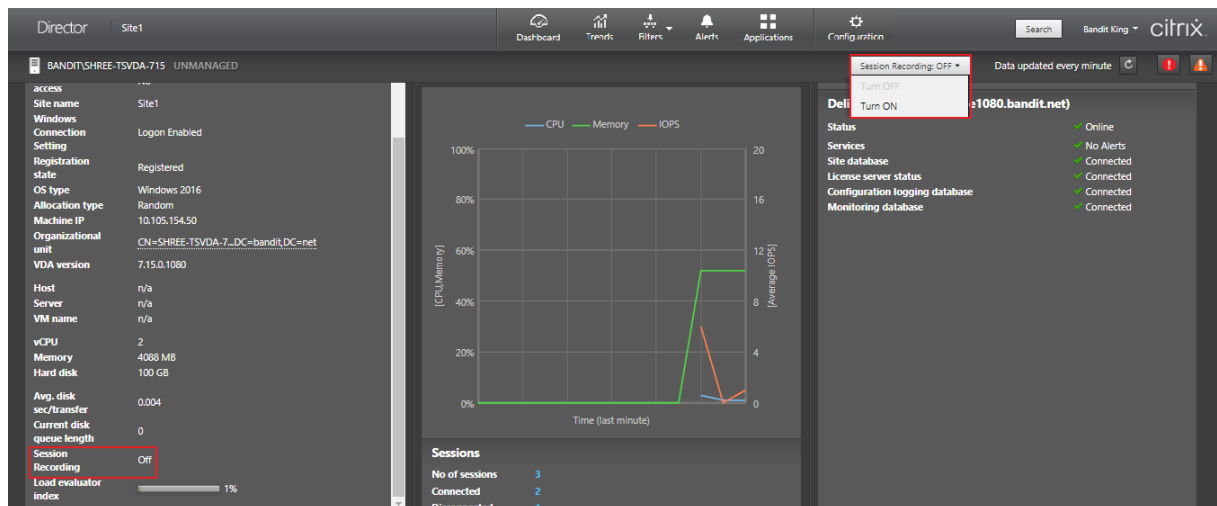 Director Site1 Dashboard Trends Filters Alerts Applications Configuration Search Bandit King citrix
BANDIT\SHREE-TSVDA-715 UNMANAGED Session Recording: OFF Data updated every minute
Turn OFF
Turn ON
access
Site name Site1
Windows
Connection Logon Enabled
Setting
Registration
state Registered
OS type Windows 2016
Allocation type Random
Machine IP 10.105.154.50
Organizational
unit CN=SHREE-TSVDA-7...DC=bandit,DC=net
VDA version 7.15.0.1080
Host n/a
Server n/a
VM name n/a
vCPU 2
Memory 4088 MB
Hard disk 100 GB
Avg. disk
sec/transfer 0.004
Current disk
queue length 0
Session
Recording Off
Load evaluator
index 1%
CPU Memory IOPS
100% 20
80% 16
60% 12
40% 8
20% 4
0% 0
[CPU,Memory]
[Average IOPS]
Time (last minute)
Sessions
No of sessions 3
Connected 2
Deli e1080.bandit.net)
Status Online
Services No Alerts
Site database Connected
License server status Connected
Configuration logging database Connected
Monitoring database Connected